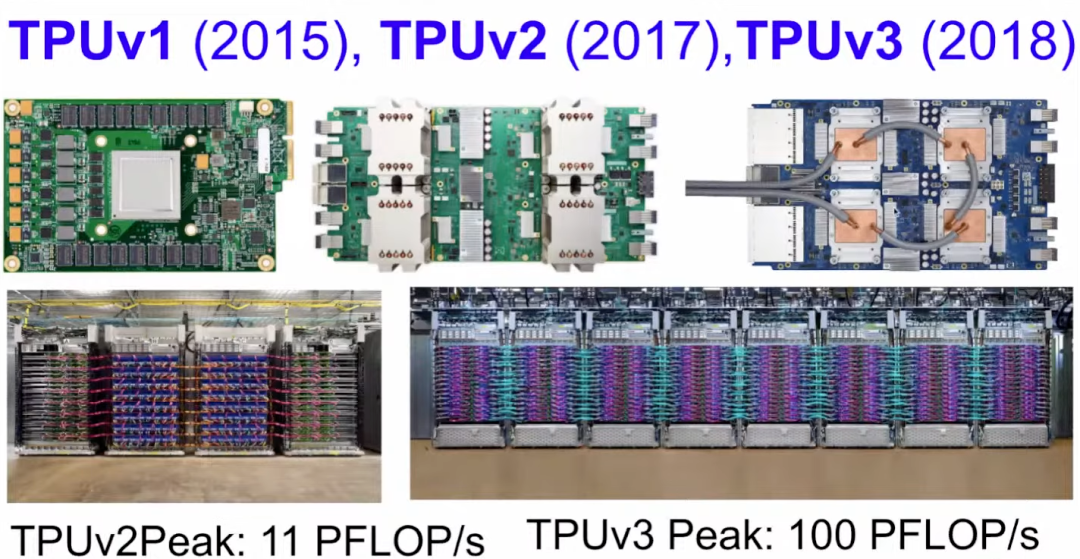 TPUv1 (2015), TPUv2 (2017),TPUv3 (2018)
TPUv2Peak: 11 PFLOP/s
TPUv3 Peak: 100 PFLOP/s